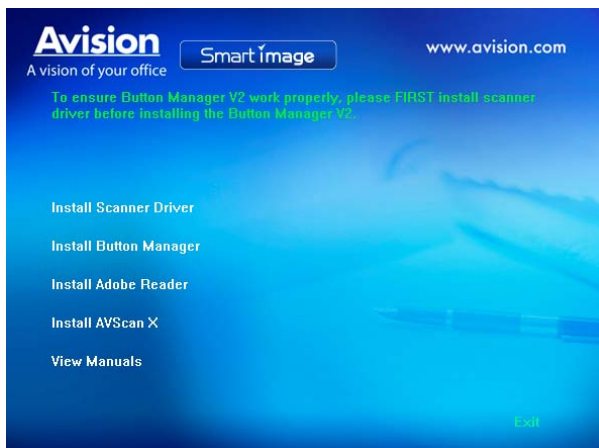 Avision
A vision of your office
Smart image
www.avision.com
To ensure Button Manager V2 work properly, please FIRST install scanner
driver before installing the Button Manager V2.
Install Scanner Driver
Install Button Manager
Install Adobe Reader
Install AVScan X
View Manuals
Exit